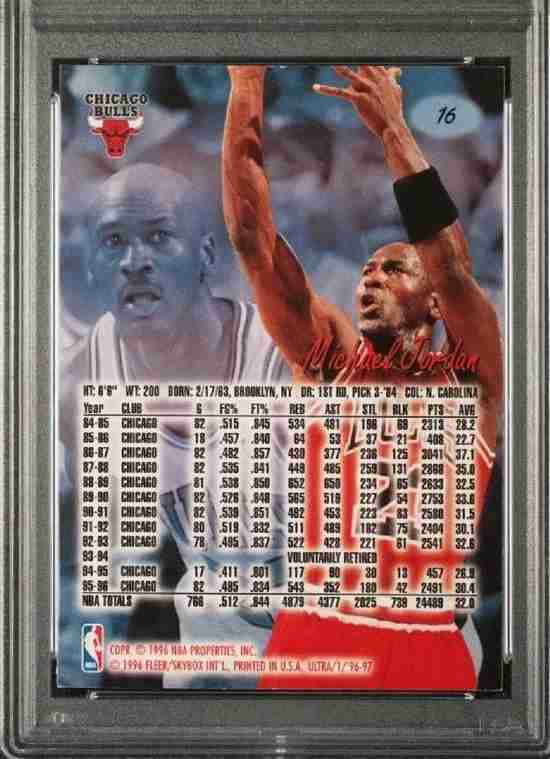 CHICAGO
BULLS
16
Michael Jordan
HT: 6'6" WT: 200 BORN: 2/17/63, BROOKLYN, NY DR: 1ST RD, PICK 3-'84 COL: N. CAROLINA
Year CLUB G FG% FT% REB AST STL BLK PTS AVG
84-85 CHICAGO 82 .515 .845 534 481 196 69 2313 28.2
85-86 CHICAGO 18 .457 .840 64 53 37 21 408 22.7
86-87 CHICAGO 82 .482 .857 430 377 236 125 3041 37.1
87-88 CHICAGO 82 .535 .841 449 485 259 131 2868 35.0
88-89 CHICAGO 81 .538 .850 652 650 234 65 2633 32.5
89-90 CHICAGO 82 .526 .848 565 519 227 54 2753 33.6
90-91 CHICAGO 82 .539 .851 492 453 223 83 2580 31.5
91-92 CHICAGO 80 .519 .832 511 489 182 75 2404 30.1
92-93 CHICAGO 78 .495 .837 522 428 221 61 2541 32.6
93-94 VOLUNTARILY RETIRED
94-95 CHICAGO 17 .411 .801 117 90 30 13 457 26.9
95-96 CHICAGO 82 .495 .834 543 352 180 42 2491 30.4
NBA TOTALS 766 .512 .844 4879 4377 2025 739 24489 32.0
NBA
COPR. © 1996 NBA PROPERTIES, INC.
© 1996 FLEER/SKYBOX INT'L. PRINTED IN U.S.A. ULTRA/1/'96-97